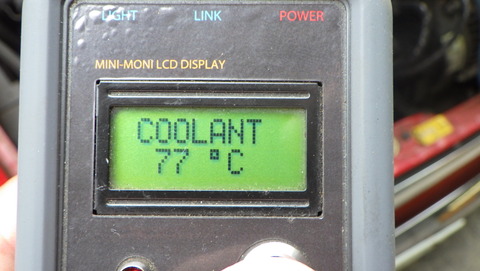 LIGHT LINK POWER
MINI-MONI LCD DISPLAY
COOLANT
77 °C